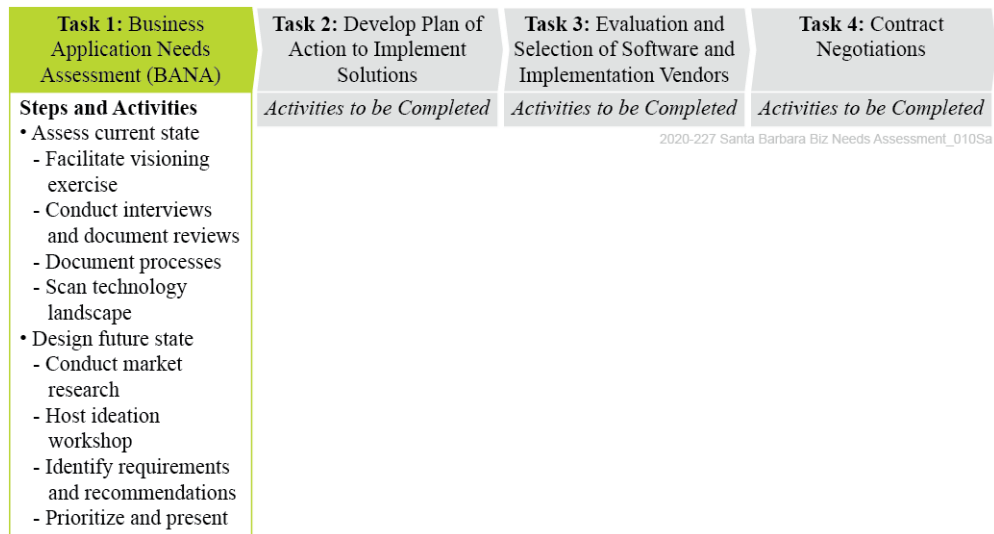 Task 1: Business
Application Needs
Assessment (BANA)
Steps and Activities
• Assess current state
- Facilitate visioning
exercise
- Conduct interviews
and document reviews
- Document processes
- Scan technology
landscape
• Design future state
- Conduct market
research
- Host ideation
workshop
- Identify requirements
and recommendations
- Prioritize and present
Task 2: Develop Plan of
Action to Implement
Solutions
Activities to be Completed
Task 3: Evaluation and
Selection of Software and
Implementation Vendors
Activities to be Completed
Task 4: Contract
Negotiations
Activities to be Completed
2020-227 Santa Barbara Biz Needs Assessment_010Sa